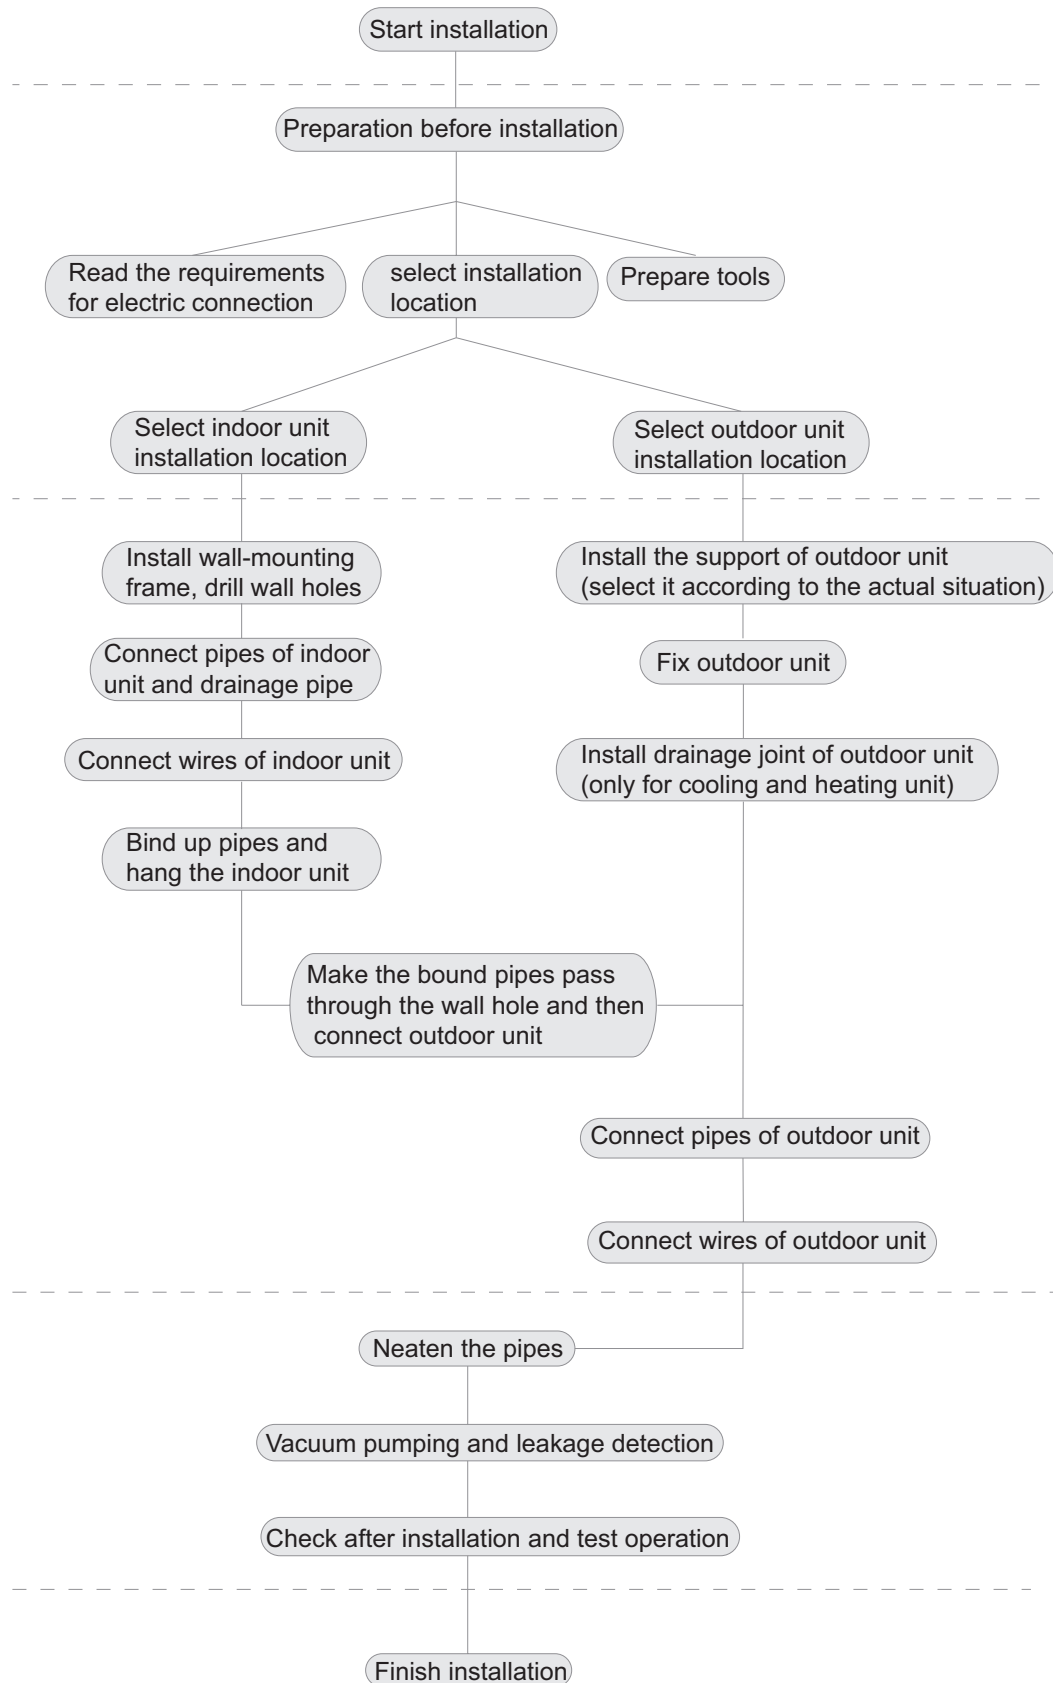 Start installation
Preparation before installation
Read the requirements
for electric connection
select installation
location
Prepare tools
Select indoor unit
installation location
Select outdoor unit
installation location
Install wall-mounting
frame, drill wall holes
Install the support of outdoor unit
(select it according to the actual situation)
Connect pipes of indoor
unit and drainage pipe
Fix outdoor unit
Connect wires of indoor unit
Install drainage joint of outdoor unit
(only for cooling and heating unit)
Bind up pipes and
hang the indoor unit
Make the bound pipes pass
through the wall hole and then
connect outdoor unit
Connect pipes of outdoor unit
Connect wires of outdoor unit
Neaten the pipes
Vacuum pumping and leakage detection
Check after installation and test operation
Finish installation